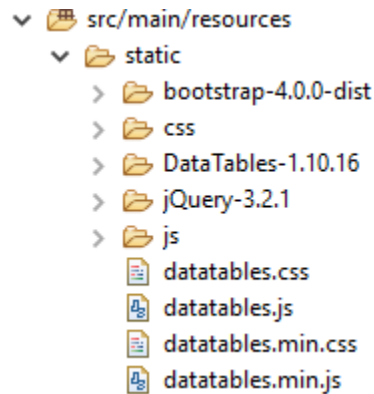 src/main/resources
static
bootstrap-4.0.0-dist
css
DataTables-1.10.16
jQuery-3.2.1
js
datatables.css
datatables.js
datatables.min.css
datatables.min.js